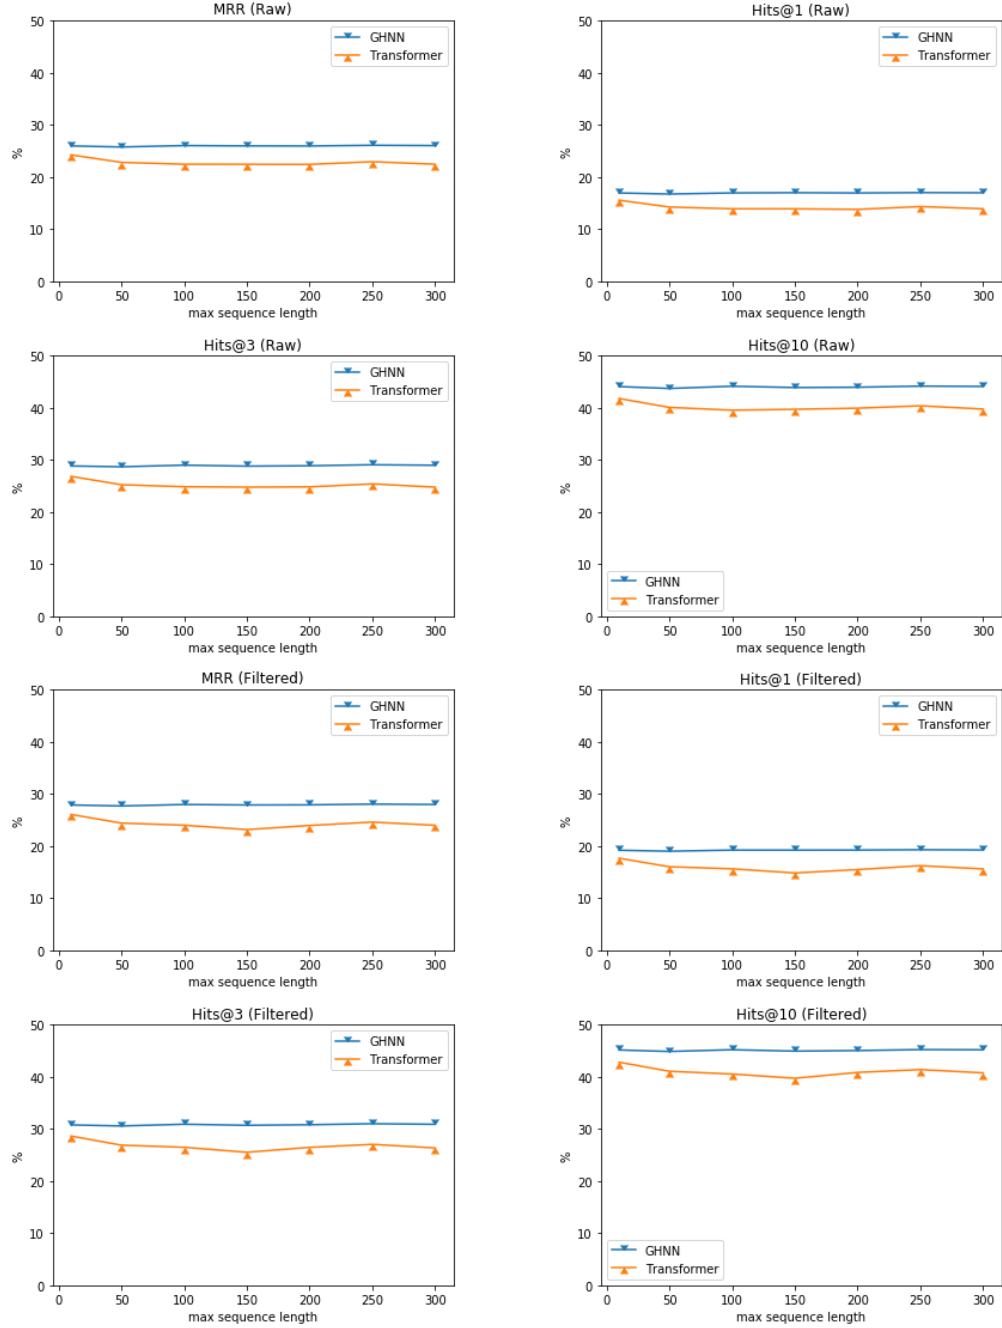 MRR (Raw)
50
40
30
20
10
0
%
0 50 100 150 200 250 300
max sequence length
GHNN
Transformer
Hits@1 (Raw)
50
40
30
20
10
0
%
0 50 100 150 200 250 300
max sequence length
GHNN
Transformer
Hits@3 (Raw)
50
40
30
20
10
0
%
0 50 100 150 200 250 300
max sequence length
GHNN
Transformer
Hits@10 (Raw)
50
40
30
20
10
0
%
0 50 100 150 200 250 300
max sequence length
GHNN
Transformer
MRR (Filtered)
50
40
30
20
10
0
%
0 50 100 150 200 250 300
max sequence length
GHNN
Transformer
Hits@1 (Filtered)
50
40
30
20
10
0
%
0 50 100 150 200 250 300
max sequence length
GHNN
Transformer
Hits@3 (Filtered)
50
40
30
20
10
0
%
0 50 100 150 200 250 300
max sequence length
GHNN
Transformer
Hits@10 (Filtered)
50
40
30
20
10
0
%
0 50 100 150 200 250 300
max sequence length
GHNN
Transformer